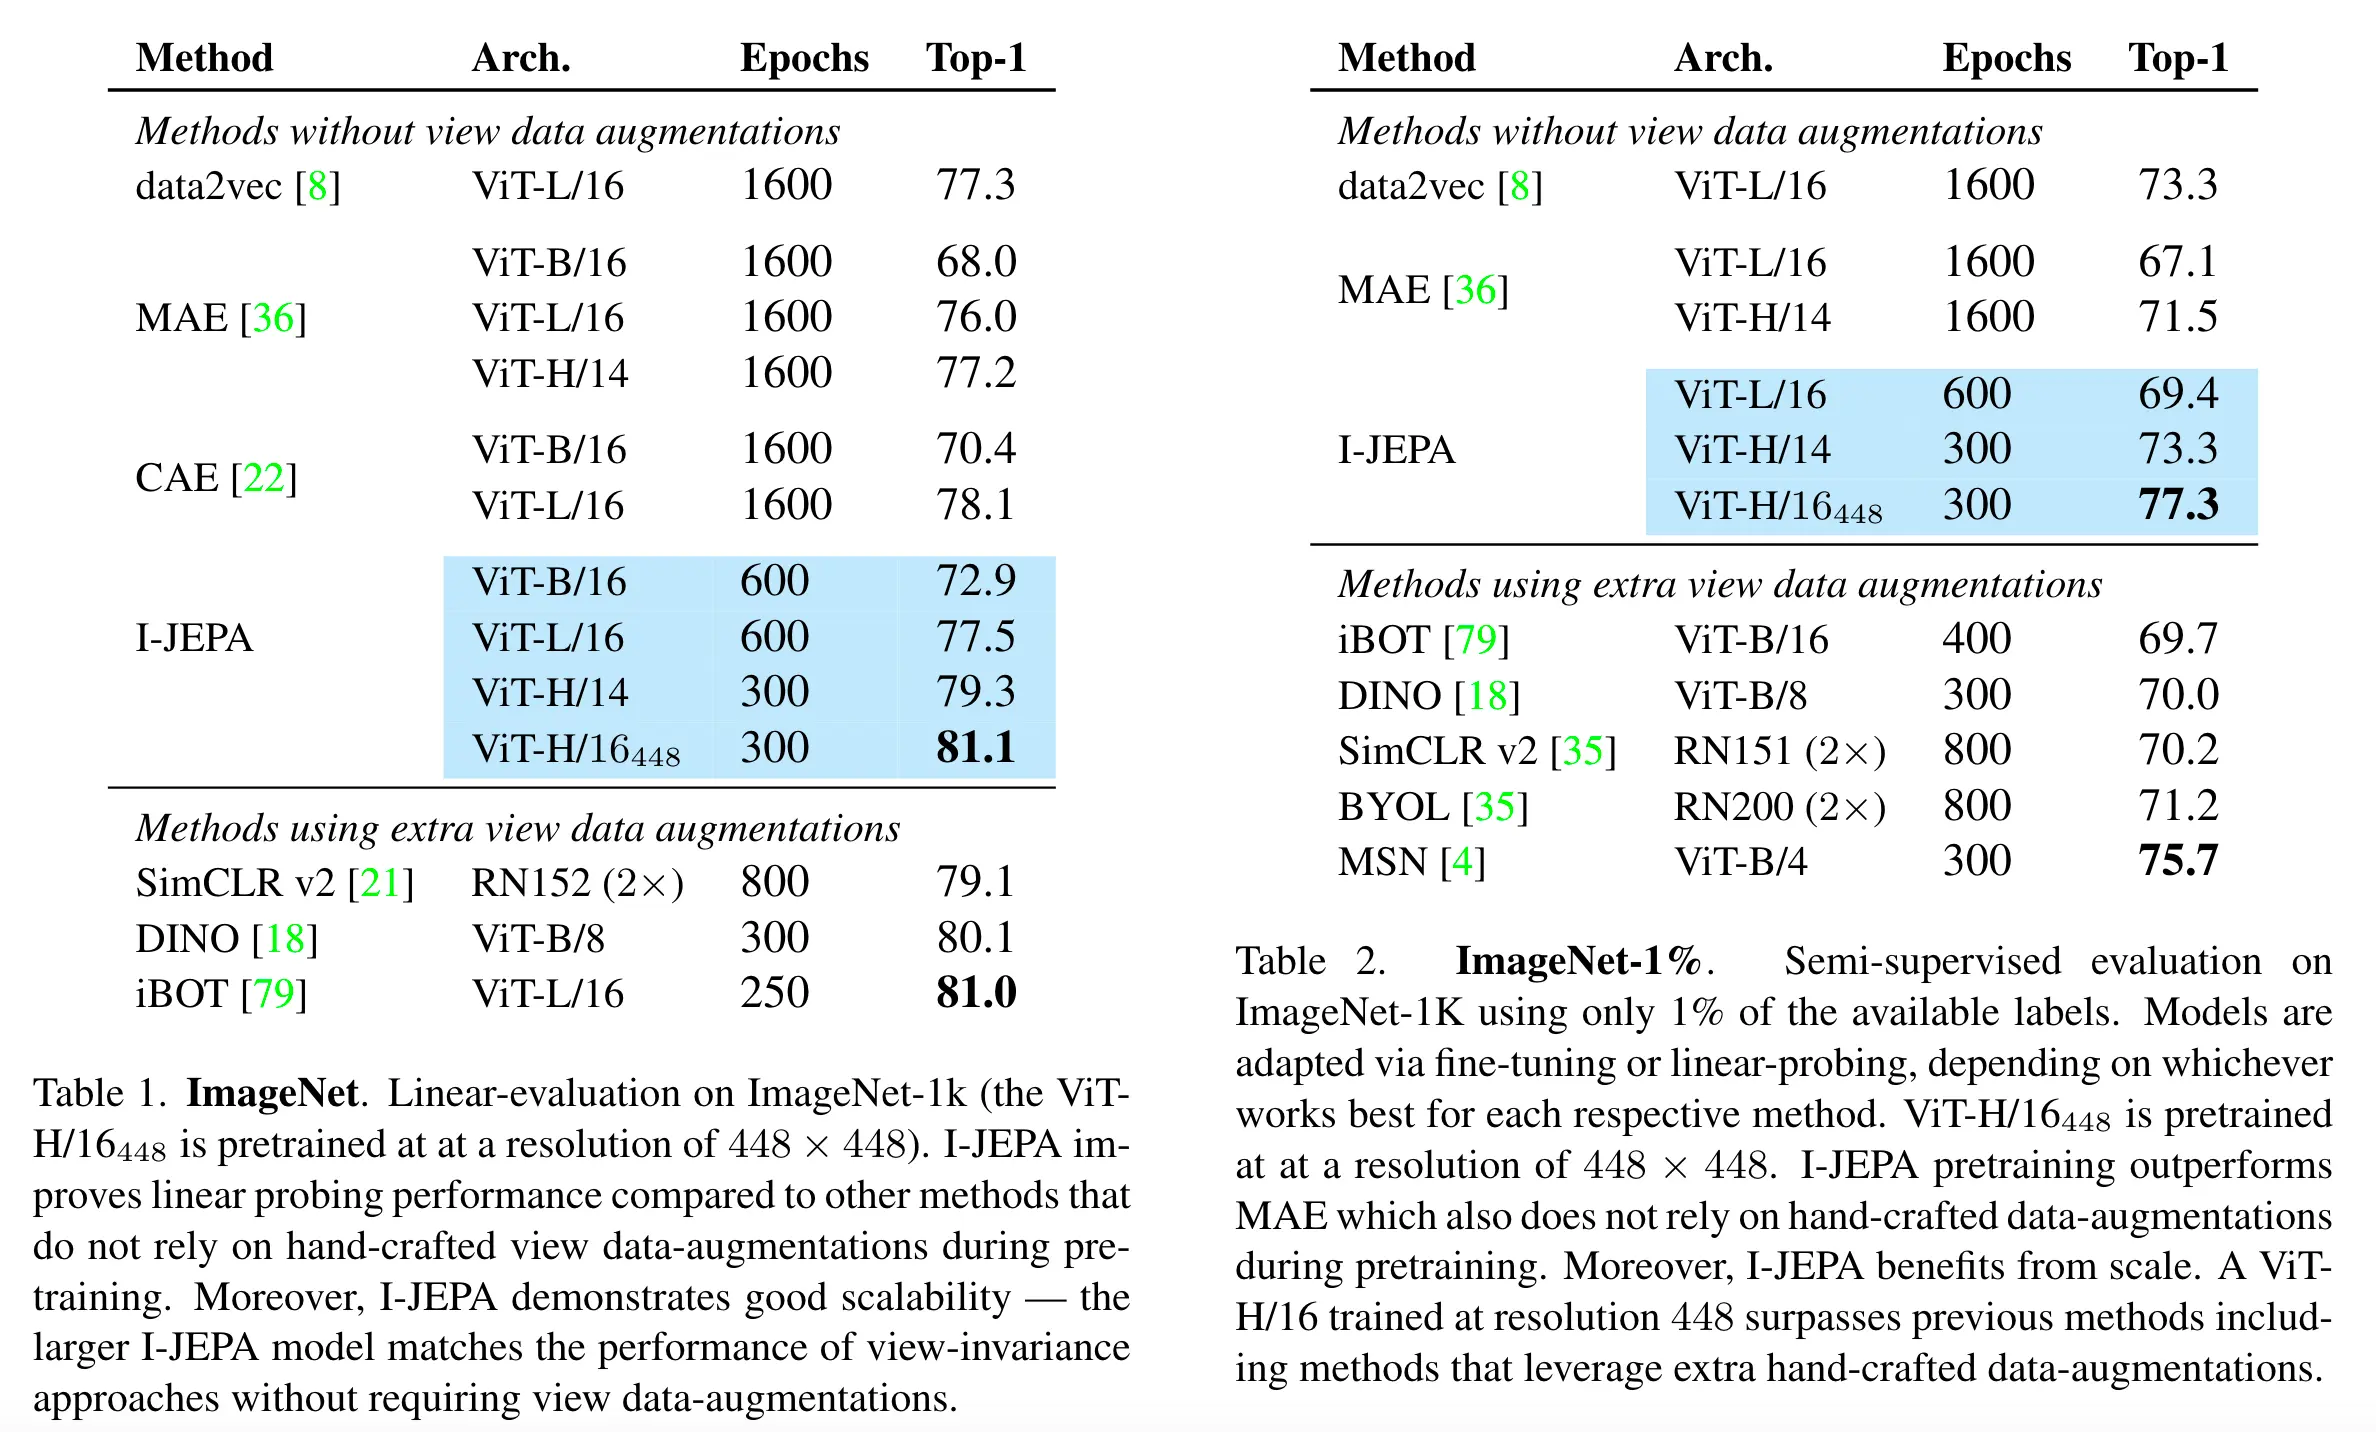 Method Arch. Epochs Top-1
Methods without view data augmentations
data2vec [8] ViT-L/16 1600 77.3
ViT-B/16 1600 68.0
MAE [36] ViT-L/16 1600 76.0
ViT-H/14 1600 77.2
CAE [22]
ViT-B/16 1600 70.4
ViT-L/16 1600 78.1
ViT-B/16 600 72.9
I-JEPA ViT-L/16 600 77.5
ViT-H/14 300 79.3
ViT-H/16₄₄₈ 300 81.1
Methods using extra view data augmentations
SimCLR v2 [21] RN152 (2×) 800 79.1
DINO [18] ViT-B/8 300 80.1
iBOT [79] ViT-L/16 250 81.0
Table 1. ImageNet. Linear-evaluation on ImageNet-1k (the ViT-
H/16₄₄₈ is pretrained at at a resolution of 448 × 448). I-JEPA im-
proves linear probing performance compared to other methods that
do not rely on hand-crafted view data-augmentations during pre-
training. Moreover, I-JEPA demonstrates good scalability — the
larger I-JEPA model matches the performance of view-invariance
approaches without requiring view data-augmentations.
Method Arch. Epochs Top-1
Methods without view data augmentations
data2vec [8] ViT-L/16 1600 73.3
MAE [36]
ViT-L/16 1600 67.1
ViT-H/14 1600 71.5
ViT-L/16 600 69.4
I-JEPA ViT-H/14 300 73.3
ViT-H/16₄₄₈ 300 77.3
Methods using extra view data augmentations
iBOT [79] ViT-B/16 400 69.7
DINO [18] ViT-B/8 300 70.0
SimCLR v2 [35] RN151 (2×) 800 70.2
BYOL [35] RN200 (2×) 800 71.2
MSN [4] ViT-B/4 300 75.7
Table 2. ImageNet-1%. Semi-supervised evaluation on
ImageNet-1K using only 1% of the available labels. Models are
adapted via fine-tuning or linear-probing, depending on whichever
works best for each respective method. ViT-H/16₄₄₈ is pretrained
at at a resolution of 448 × 448. I-JEPA pretraining outperforms
MAE which also does not rely on hand-crafted data-augmentations
during pretraining. Moreover, I-JEPA benefits from scale. A ViT-
H/16 trained at resolution 448 surpasses previous methods includ-
ing methods that leverage extra hand-crafted data-augmentations.